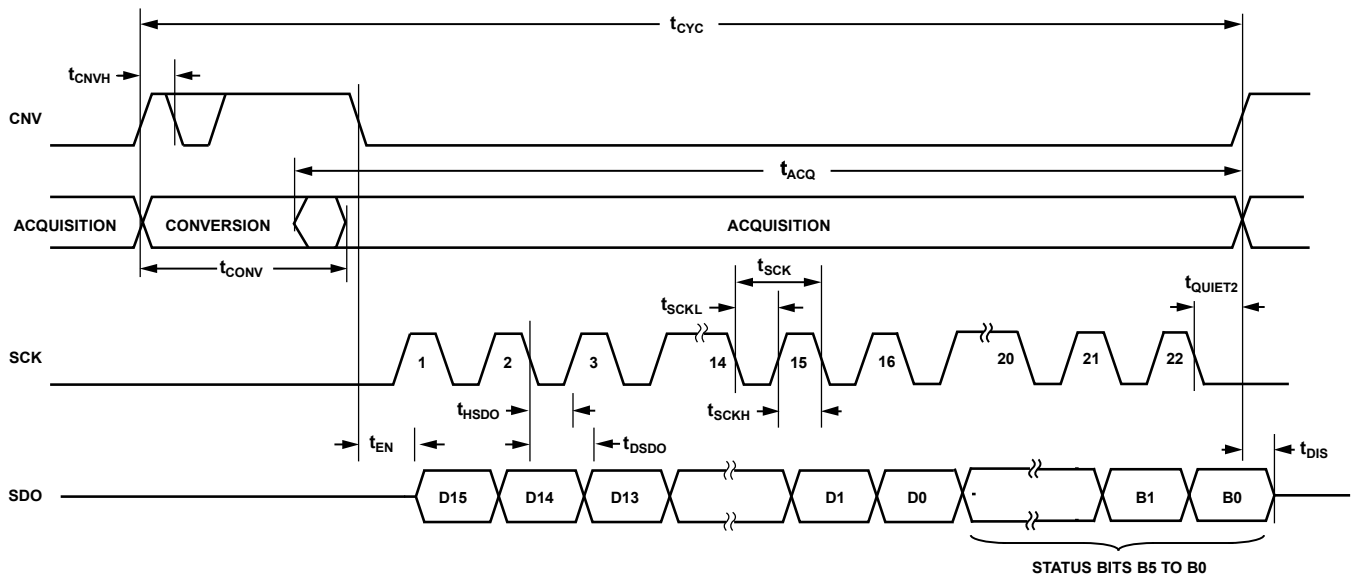 tCYC
tCNVH
CNV
tACQ
ACQUISITION CONVERSION ACQUISITION
tCONV
tSCK
tQUIET2
tSCKL
SCK 1 2 3 14 15 16 20 21 22
tHSDO tSCKH
tEN tDSDO tDIS
SDO D15 D14 D13 D1 D0 B1 B0
STATUS BITS B5 TO B0